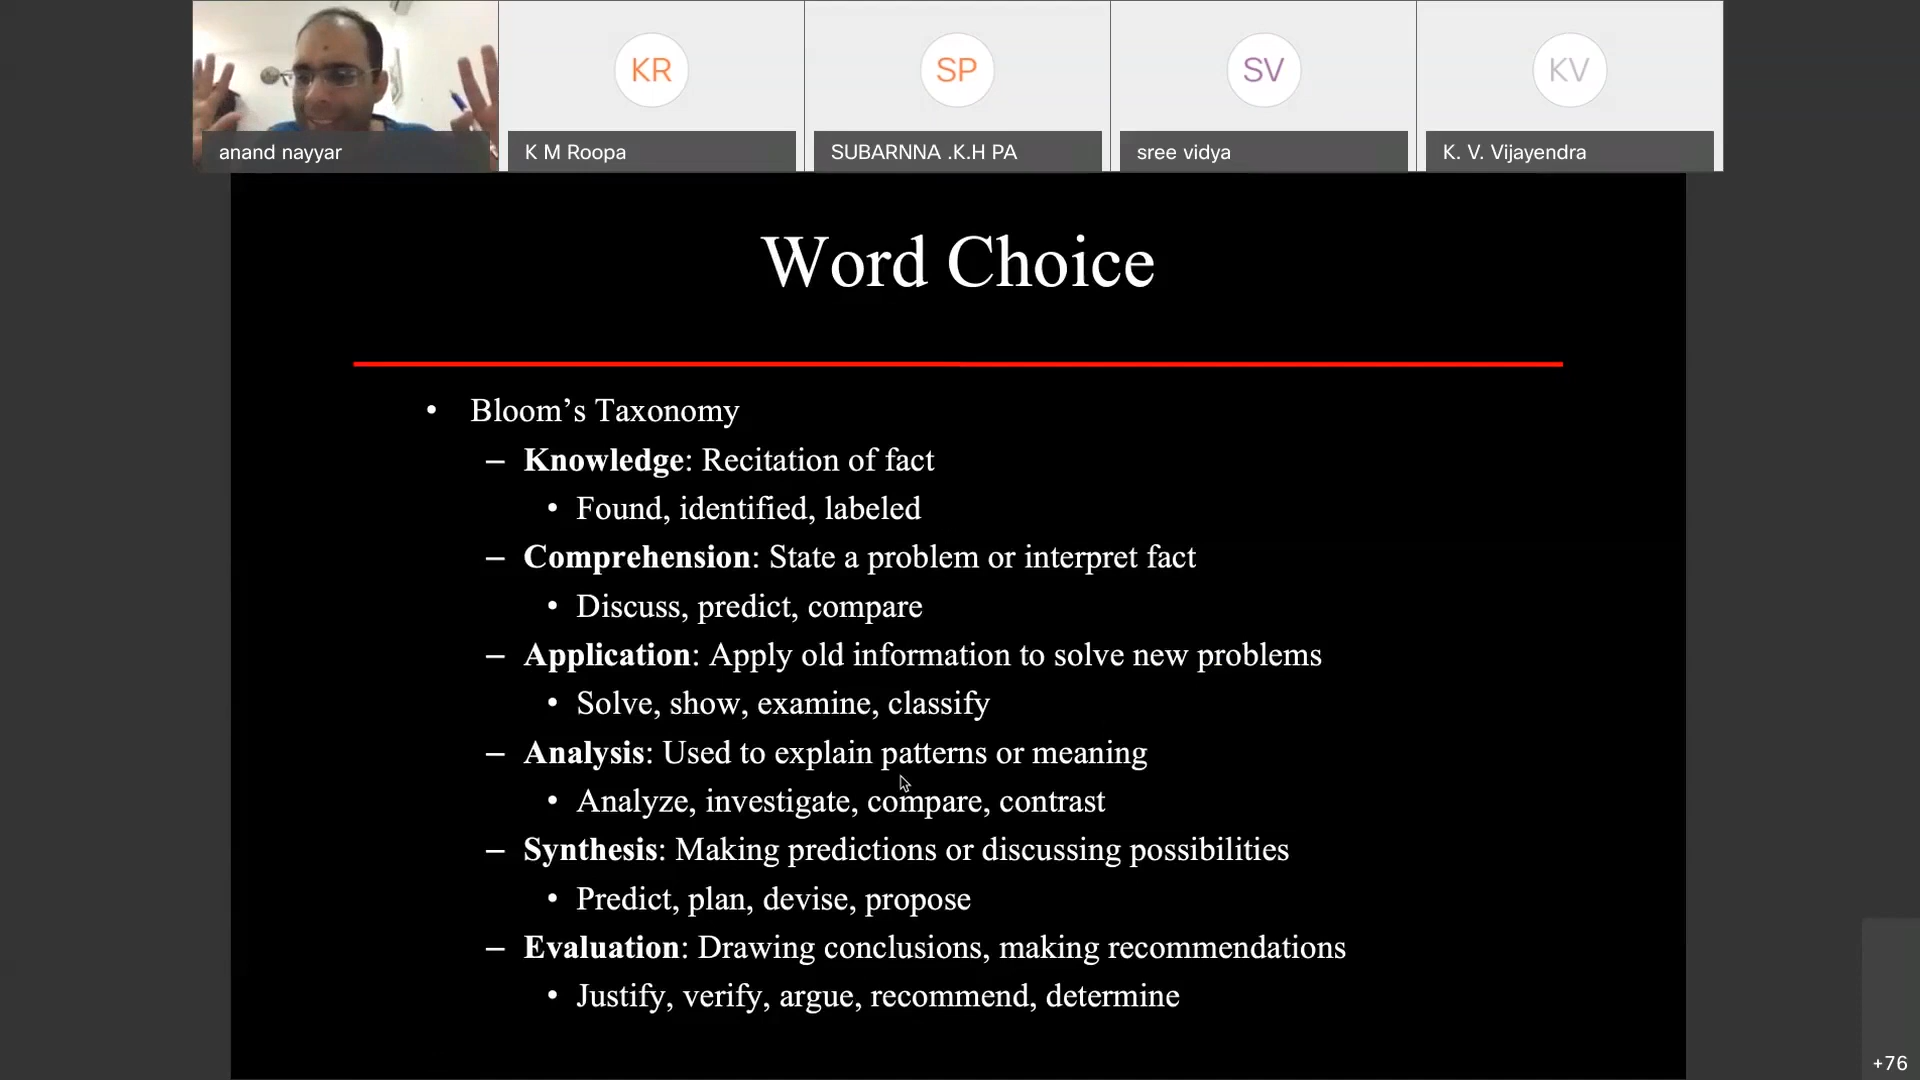 KR
SP
SV
KV
anand nayyar
K M Roopa
SUBARNNA .K.H PA
sree vidya
K. V. Vijayendra
Word Choice
• Bloom’s Taxonomy
– Knowledge: Recitation of fact
• Found, identified, labeled
– Comprehension: State a problem or interpret fact
• Discuss, predict, compare
– Application: Apply old information to solve new problems
• Solve, show, examine, classify
– Analysis: Used to explain patterns or meaning
• Analyze, investigate, compare, contrast
– Synthesis: Making predictions or discussing possibilities
• Predict, plan, devise, propose
– Evaluation: Drawing conclusions, making recommendations
• Justify, verify, argue, recommend, determine
+76